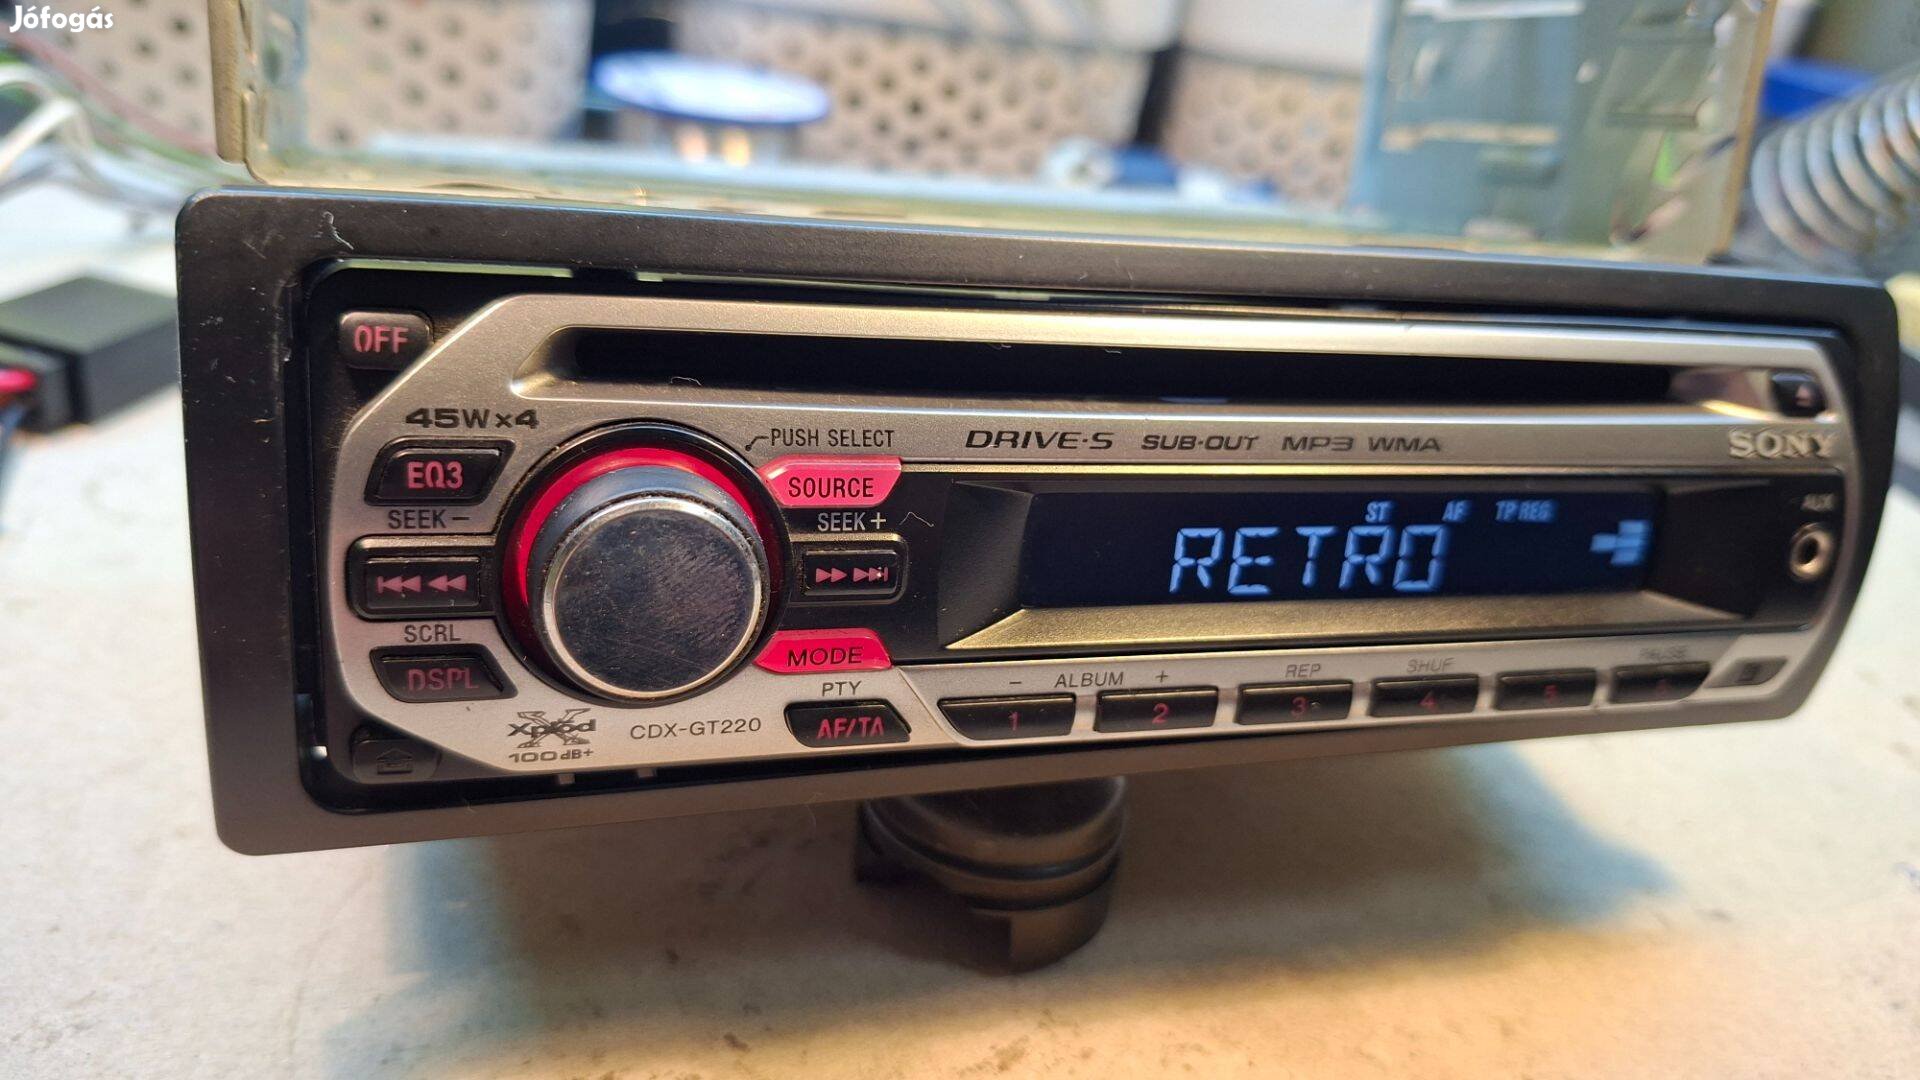 Jófogás
OFF
45W×4
PUSH SELECT
DRIVE·S SUB·OUT MP3 WMA
SONY
EQ3
SOURCE
AUX
SEEK−
SEEK+
ST AF TP REG
RETRO
SCRL
MODE
DSPL
PTY
− ALBUM + REP SHUF PAUSE
Xplod
100dB+
CDX-GT220
AF/TA
1 2 3 4 5 6